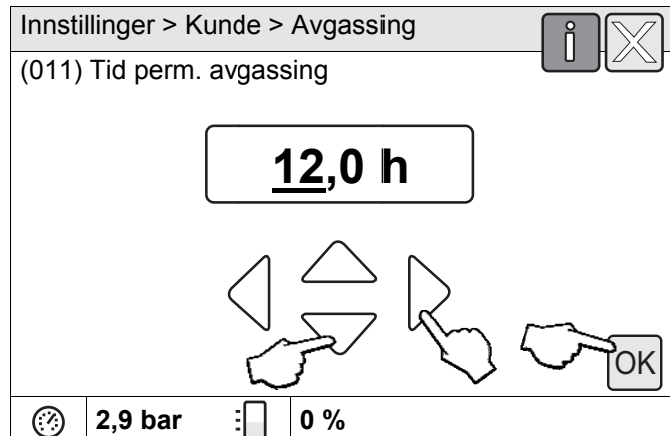 Innstillinger > Kunde > Avgassing
(011) Tid perm. avgassing
12,0 h
OK
2,9 bar 0 %